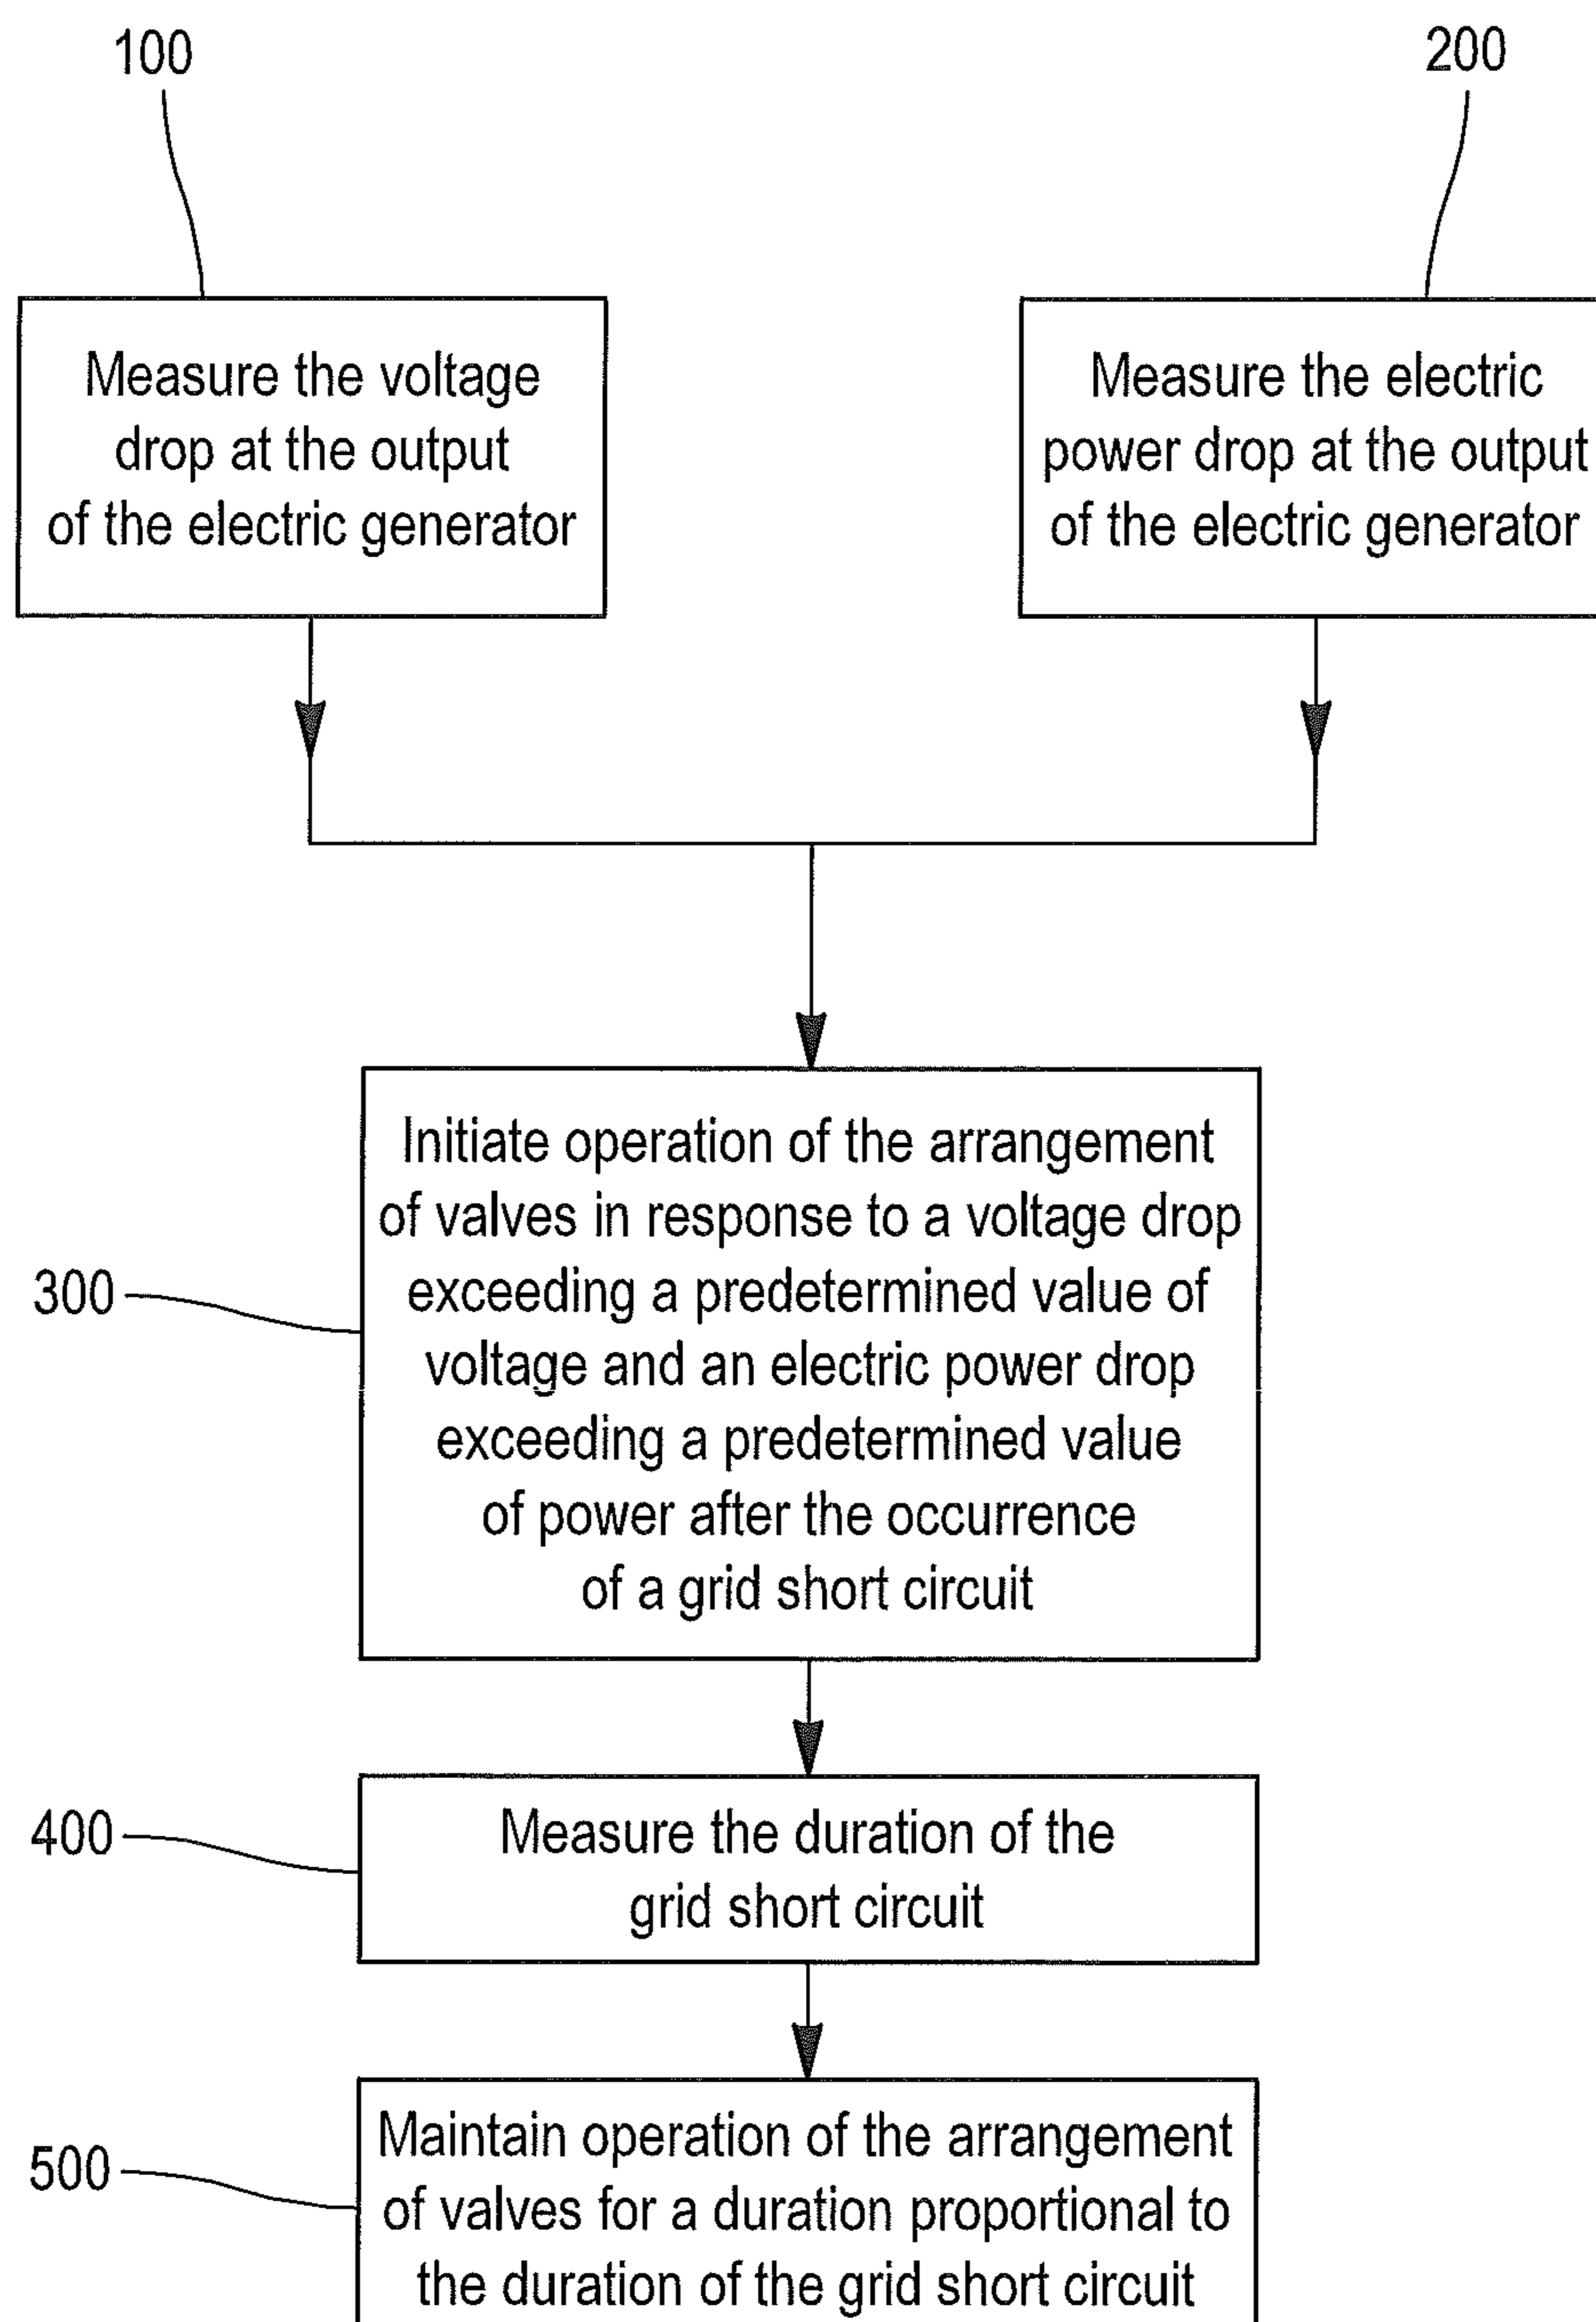 100
200
Measure the voltage
drop at the output
of the electric generator
Measure the electric
power drop at the output
of the electric generator
300
Initiate operation of the arrangement
of valves in response to a voltage drop
exceeding a predetermined value of
voltage and an electric power drop
exceeding a predetermined value
of power after the occurrence
of a grid short circuit
400
Measure the duration of the
grid short circuit
500
Maintain operation of the arrangement
of valves for a duration proportional to
the duration of the grid short circuit